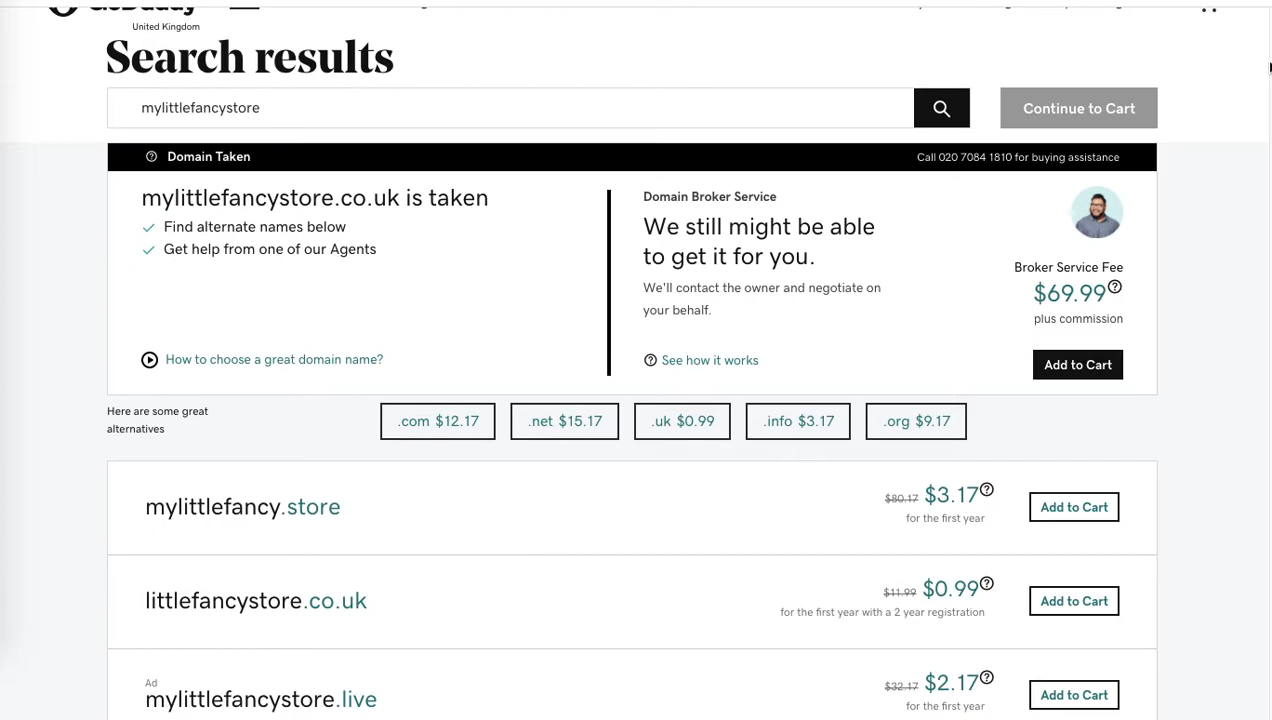 GoDaddy
United Kingdom
Search results
mylittlefancystore
Continue to Cart
Domain Taken
Call 020 7084 1810 for buying assistance
mylittlefancystore.co.uk is taken
Find alternate names below
Get help from one of our Agents
How to choose a great domain name?
Domain Broker Service
We still might be able
to get it for you.
We'll contact the owner and negotiate on
your behalf.
See how it works
Broker Service Fee
$69.99
plus commission
Add to Cart
Here are some great
alternatives
.com $12.17
.net $15.17
.uk $0.99
.info $3.17
.org $9.17
mylittlefancy.store
$80.17 $3.17
for the first year
Add to Cart
littlefancystore.co.uk
$11.99 $0.99
for the first year with a 2 year registration
Add to Cart
Ad
mylittlefancystore.live
$32.17 $2.17
for the first year
Add to Cart